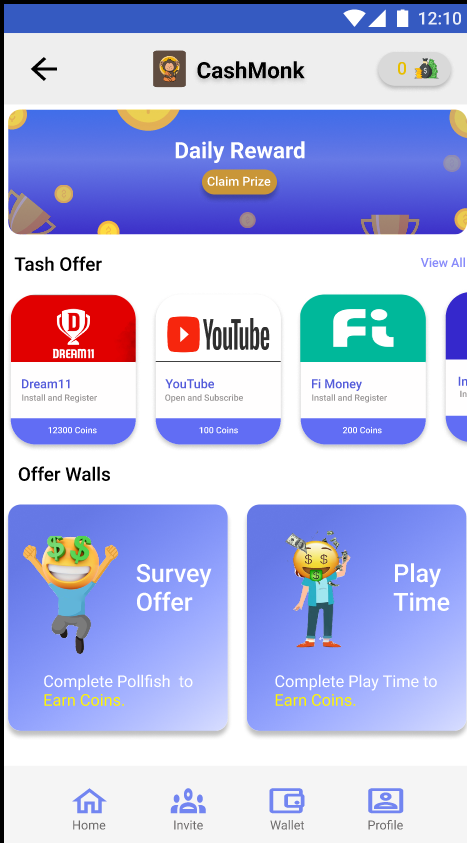 12:10
CashMonk
0
Daily Reward
Claim Prize
Tash Offer
View All
D
DREAM11
YouTube
Fi
Dream11
Install and Register
YouTube
Open and Subscribe
Fi Money
Install and Register
In
In
12300 Coins
100 Coins
200 Coins
Offer Walls
Survey
Offer
Complete Pollfish to
Earn Coins.
Play
Time
Complete Play Time to
Earn Coins.
Home
Invite
Wallet
Profile